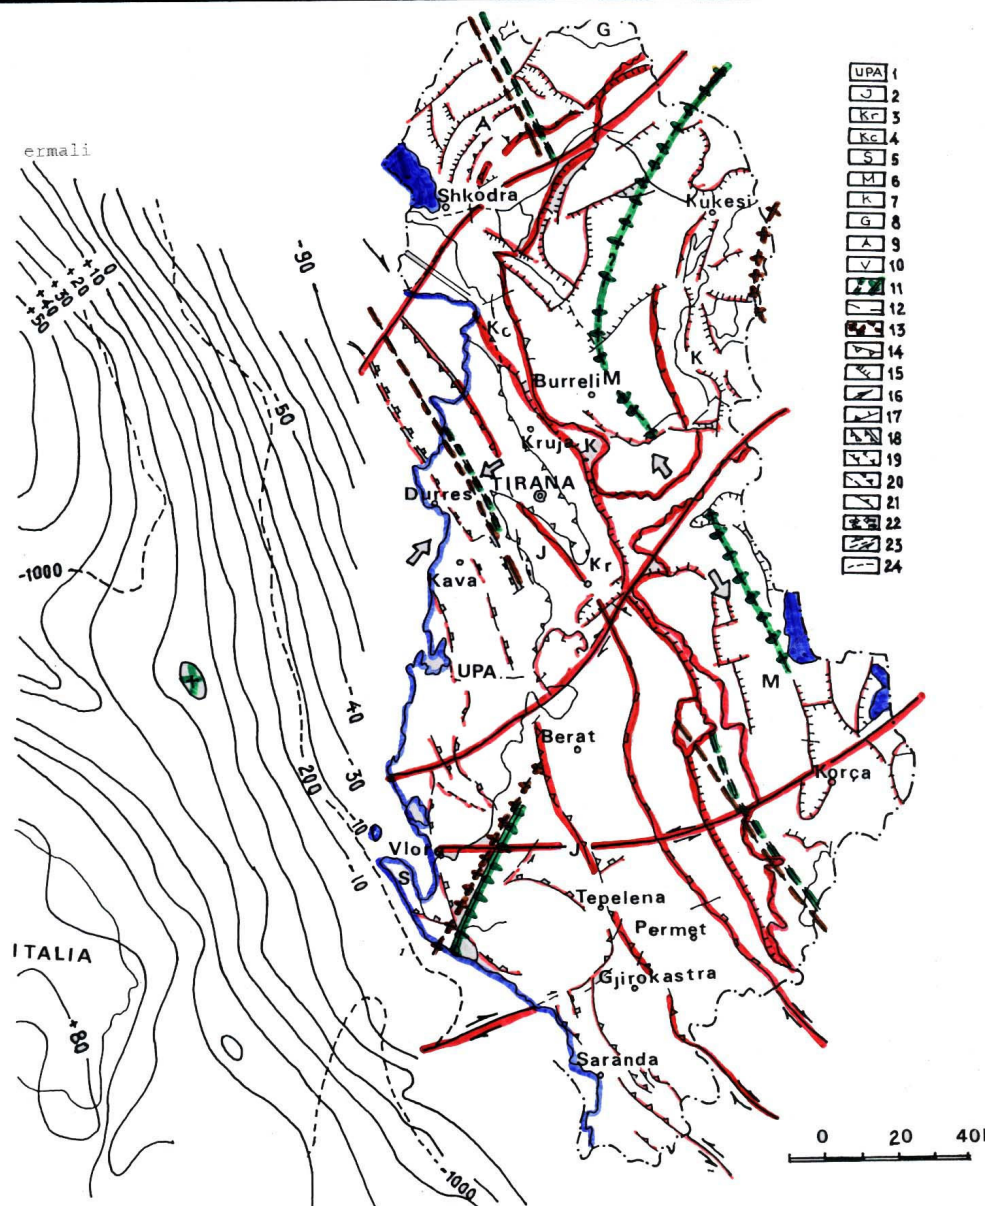 G
UPA 1
J 2
Kr 3
Kc 4
S 5
M 6
K 7
G 8
A 9
V 10
11
12
13
14
15
16
17
18
19
20
21
22
23
24
A
ermali
Shkodra
Kukesi
-90
0
+10
+20
+30
+40
+50
Kc
K
Burreli M
50
Kruja K
TIRANA
Durres
J
Kr
-1000
Kava
UPA
M
-40
Berat
Korça
200
-30
-10
Vlora
J
-10
S
Tepelena
Permet
ITALIA
Gjirokastra
+80
Saranda
0 20 40
-1000